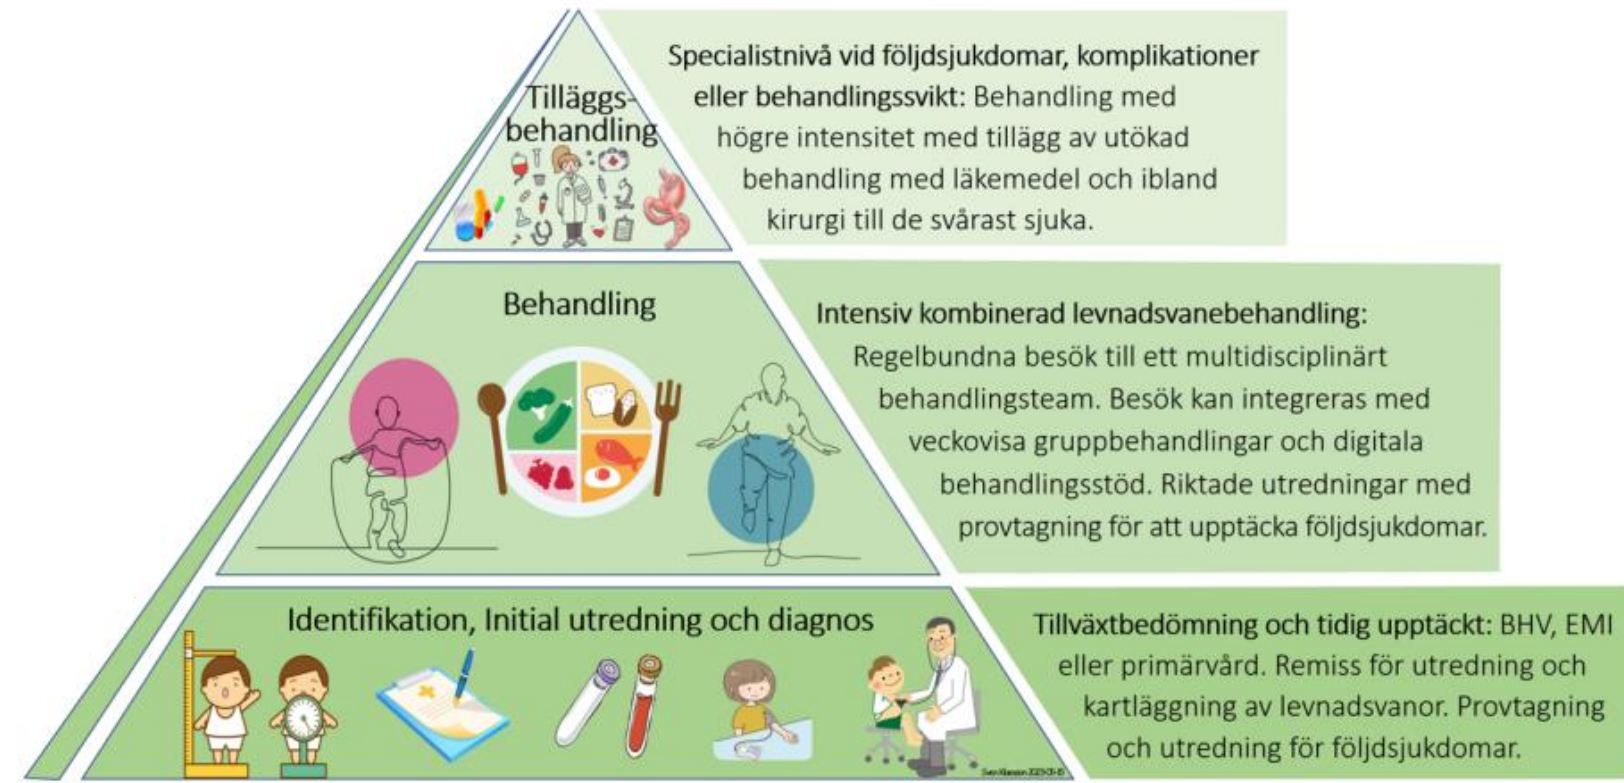 Tilläggs-
behandling
Specialistnivå vid följdsjukdomar, komplikationer
eller behandlingssvikt: Behandling med
högre intensitet med tillägg av utökad
behandling med läkemedel och ibland
kirurgi till de svårast sjuka.
Behandling
Intensiv kombinerad levnadsvanebehandling:
Regelbundna besök till ett multidisciplinärt
behandlingsteam. Besök kan integreras med
veckovisa gruppbehandlingar och digitala
behandlingsstöd. Riktade utredningar med
provtagning för att upptäcka följdsjukdomar.
Identifikation, Initial utredning och diagnos
Tillväxtbedömning och tidig upptäckt: BHV, EMI
eller primärvård. Remiss för utredning och
kartläggning av levnadsvanor. Provtagning
och utredning för följdsjukdomar.